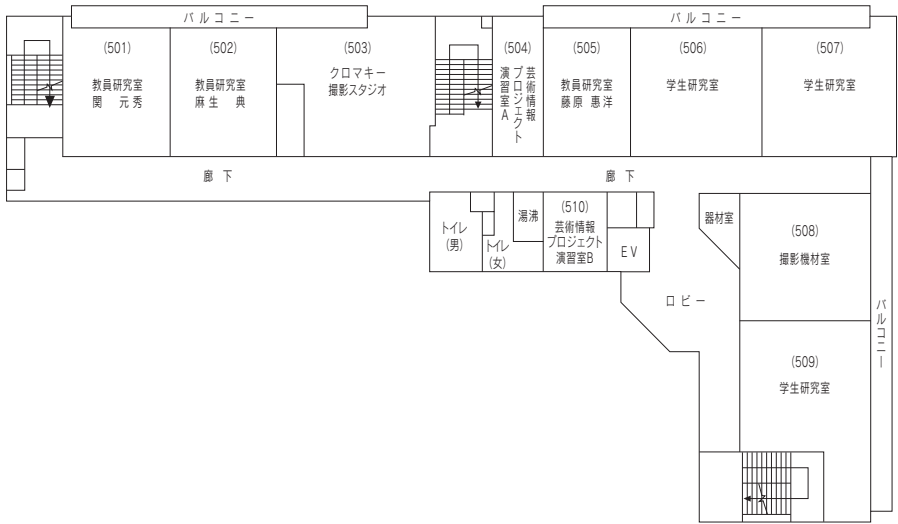 バルコニー
バルコニー
(501)
教員研究室
関 元秀
(502)
教員研究室
麻生 典
(503)
クロマキー
撮影スタジオ
(504)
芸術情報
プロジェクト
演習室A
(505)
教員研究室
藤原 惠洋
(506)
学生研究室
(507)
学生研究室
廊下
廊下
トイレ
(男)
トイレ
(女)
湯沸
(510)
芸術情報
プロジェクト
演習室B
EV
器材室
(508)
撮影機材室
ロビー
バルコニー
(509)
学生研究室